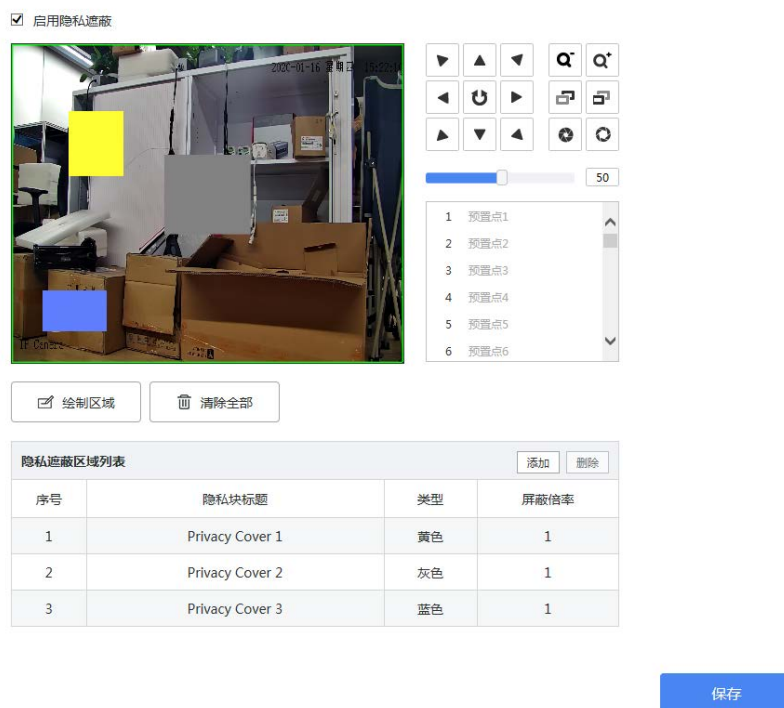 启用隐私遮蔽
2020-01-16 星期四 15:22:14
IP Camera
50
1 预置点1
2 预置点2
3 预置点3
4 预置点4
5 预置点5
6 预置点6
绘制区域 清除全部
隐私遮蔽区域列表 添加 删除
序号 隐私块标题 类型 屏蔽倍率
1 Privacy Cover 1 黄色 1
2 Privacy Cover 2 灰色 1
3 Privacy Cover 3 蓝色 1
保存